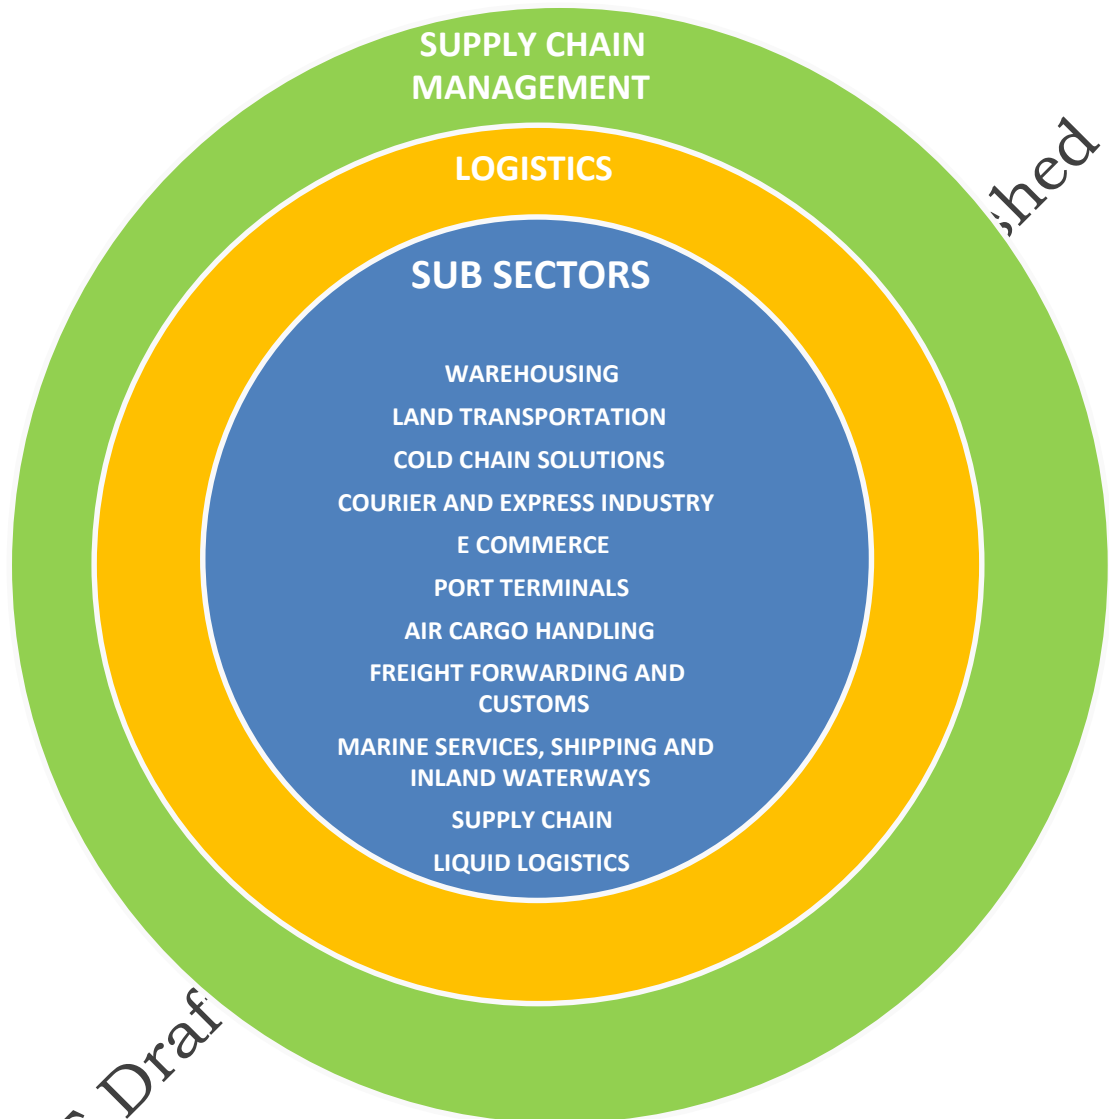 SUPPLY CHAIN
MANAGEMENT
LOGISTICS
SUB SECTORS
WAREHOUSING
LAND TRANSPORTATION
COLD CHAIN SOLUTIONS
COURIER AND EXPRESS INDUSTRY
E COMMERCE
PORT TERMINALS
AIR CARGO HANDLING
FREIGHT FORWARDING AND
CUSTOMS
MARINE SERVICES, SHIPPING AND
INLAND WATERWAYS
SUPPLY CHAIN
LIQUID LOGISTICS